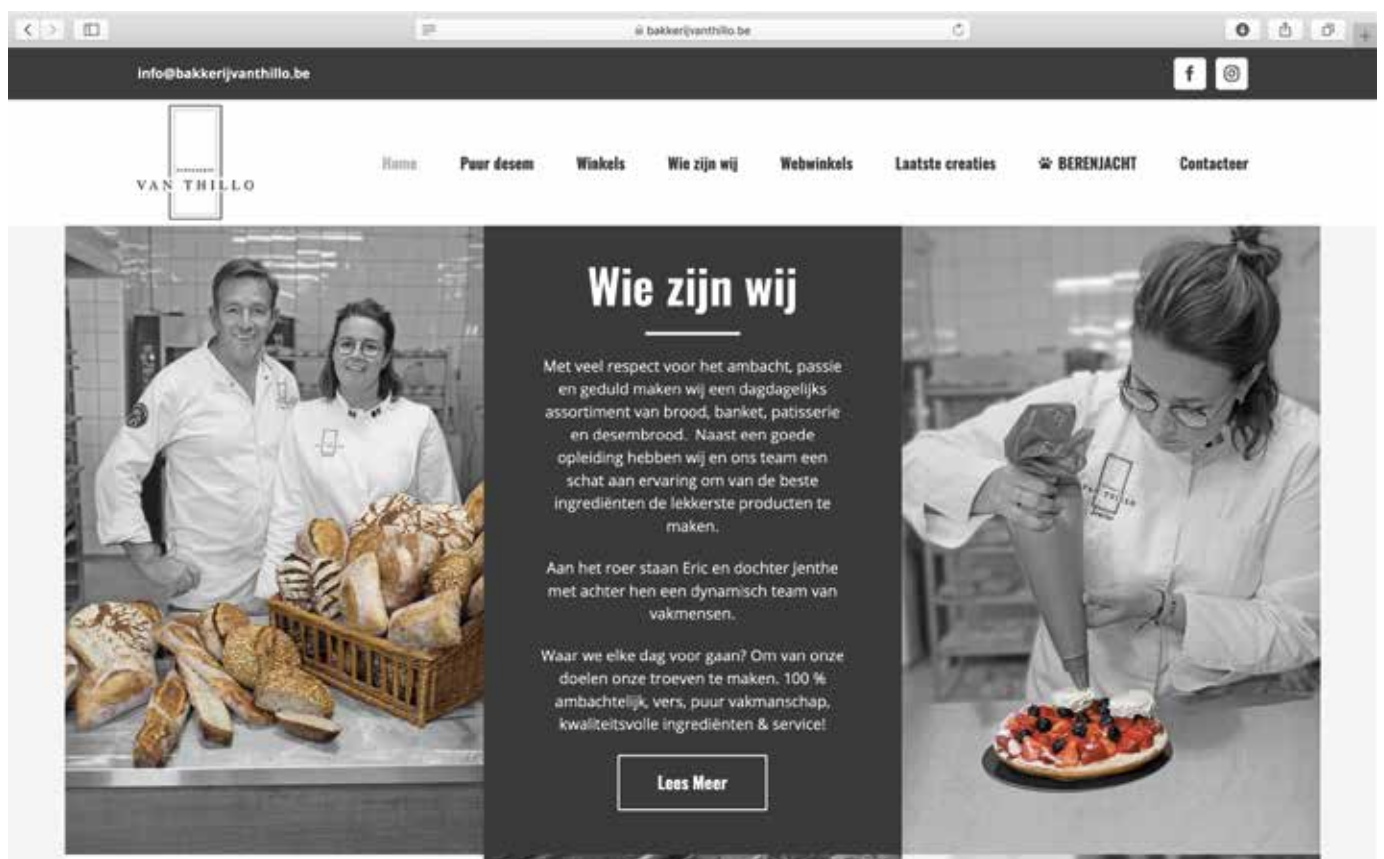 bakkerijvanthillo.be
info@bakkerijvanthillo.be
VAN THILLO
Home
Puur desem
Winkels
Wie zijn wij
Webwinkels
Laatste creaties
BERENJACHT
Contacteer
Wie zijn wij
Met veel respect voor het ambacht, passie
en geduld maken wij een dagdagelijks
assortiment van brood, banket, patisserie
en desembrood. Naast een goede
opleiding hebben wij en ons team een
schat aan ervaring om van de beste
ingrediënten de lekkerste producten te
maken.
Aan het roer staan Eric en dochter Jenthe
met achter hen een dynamisch team van
vakmensen.
Waar we elke dag voor gaan? Om van onze
doelen onze troeven te maken. 100 %
ambachtelijk, vers, puur vakmanschap,
kwaliteitsvolle ingrediënten & service!
Lees Meer
VAN THILLO